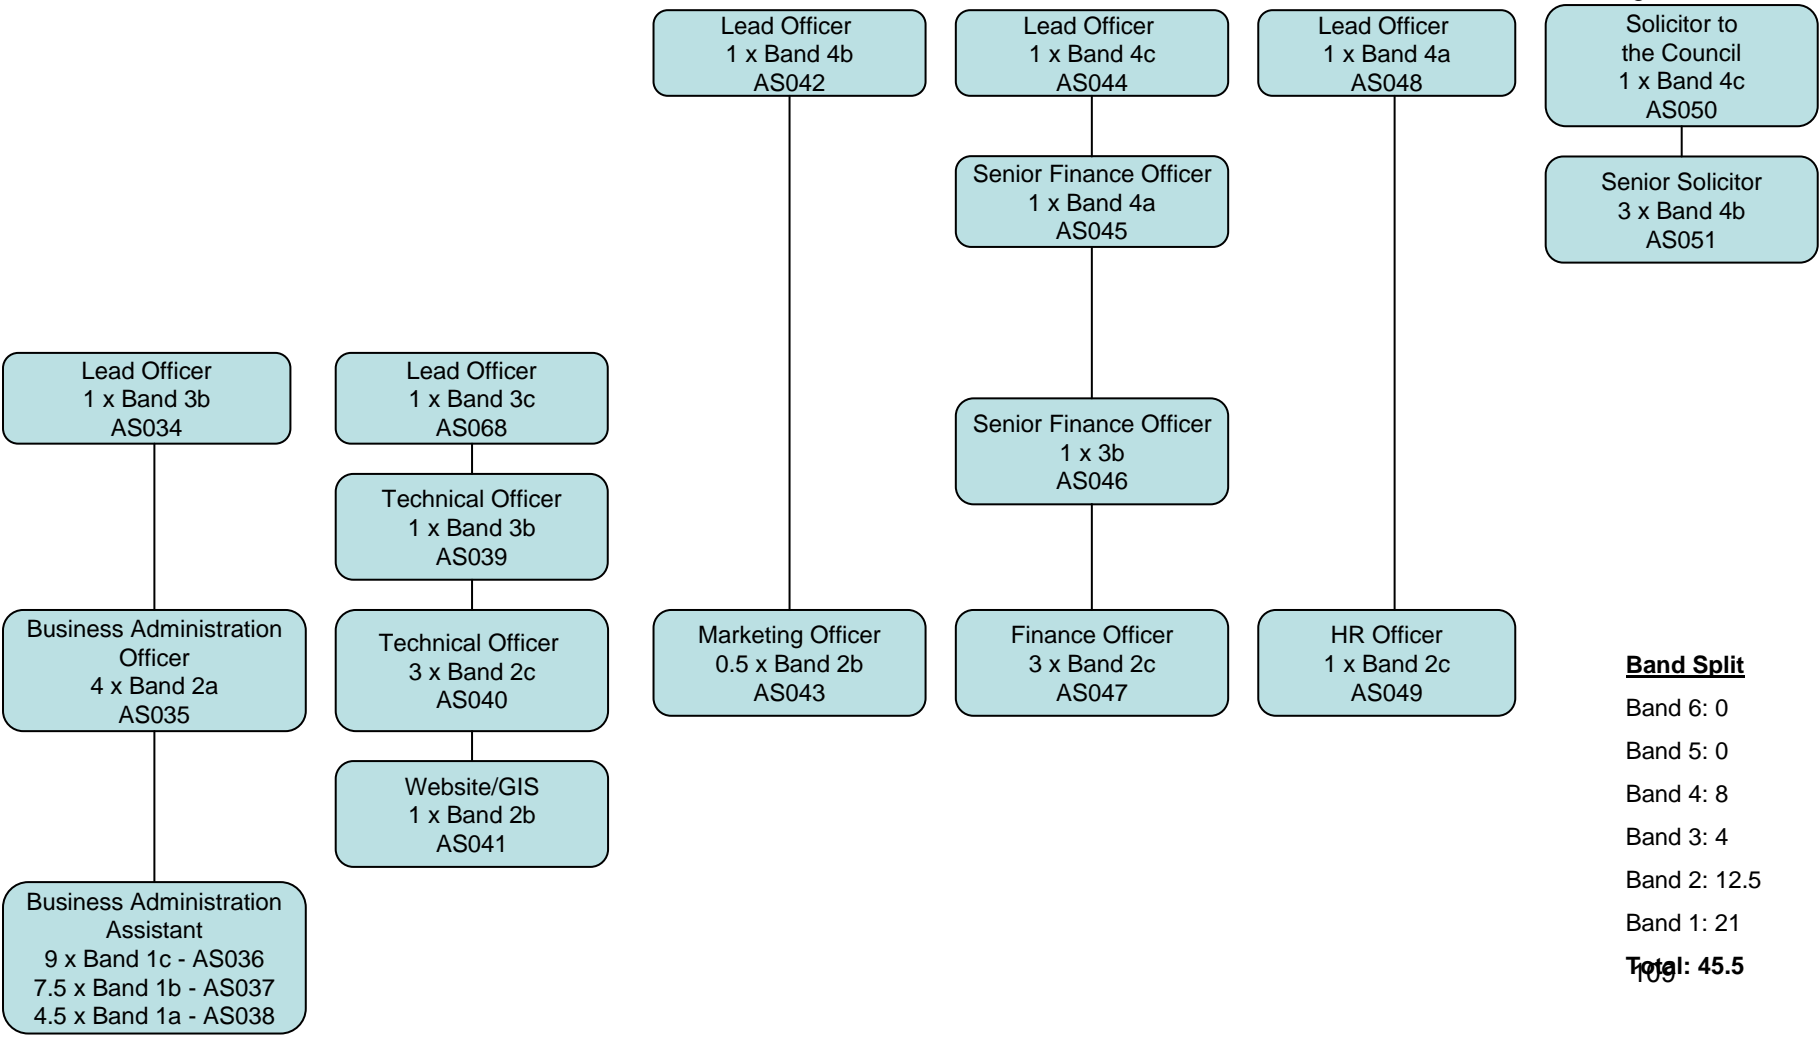 Lead Officer
1 x Band 4b
AS042
Lead Officer
1 x Band 4c
AS044
Lead Officer
1 x Band 4a
AS048
Solicitor to
the Council
1 x Band 4c
AS050
Senior Finance Officer
1 x Band 4a
AS045
Senior Solicitor
3 x Band 4b
AS051
Lead Officer
1 x Band 3b
AS034
Lead Officer
1 x Band 3c
AS068
Senior Finance Officer
1 x 3b
AS046
Technical Officer
1 x Band 3b
AS039
Business Administration
Officer
4 x Band 2a
AS035
Technical Officer
3 x Band 2c
AS040
Marketing Officer
0.5 x Band 2b
AS043
Finance Officer
3 x Band 2c
AS047
HR Officer
1 x Band 2c
AS049
Website/GIS
1 x Band 2b
AS041
Business Administration
Assistant
9 x Band 1c - AS036
7.5 x Band 1b - AS037
4.5 x Band 1a - AS038
Band Split
Band 6: 0
Band 5: 0
Band 4: 8
Band 3: 4
Band 2: 12.5
Band 1: 21
Total: 45.5
109